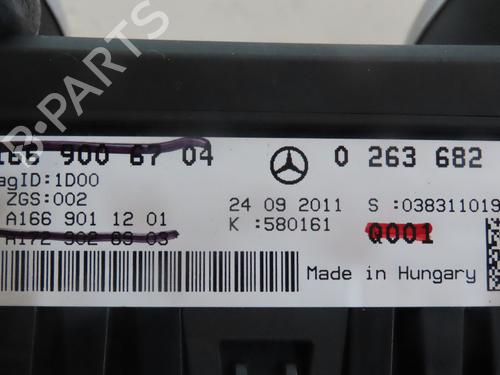 B-PARTS
166 900 67 04
0 263 682
agID:1D00
ZGS:002
24 09 2011
S :038311019
A166 901 12 01
K :580161
Q001
A172 902 89 03
Made in Hungary